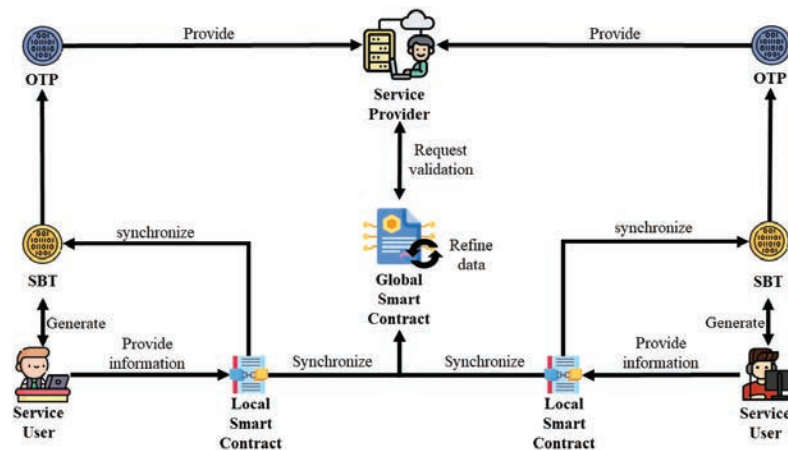 Provide
Provide
OTP
OTP
Service
Provider
Request
validation
synchronize
synchronize
Refine
data
SBT
SBT
Global
Smart
Contract
Generate
Generate
Provide
information
Provide
information
Synchronize
Synchronize
Service
User
Local
Smart
Contract
Local
Smart
Contract
Service
User